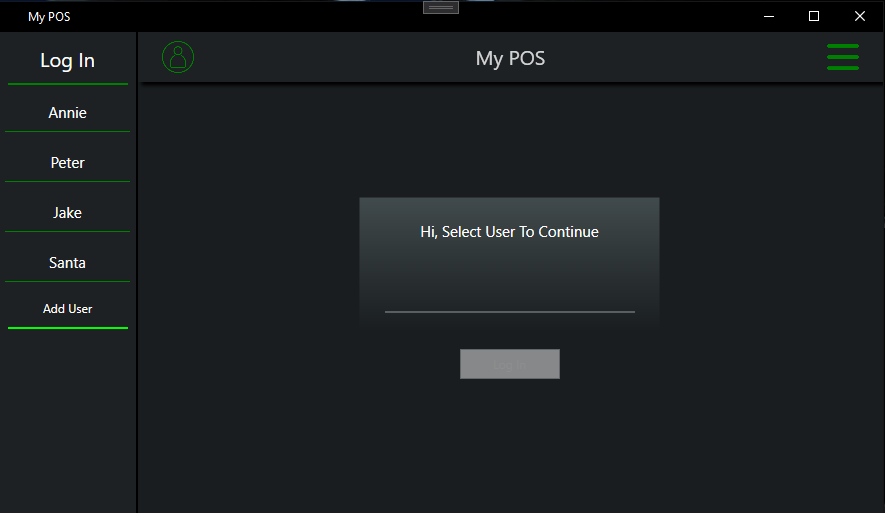 My POS
Log In
My POS
Annie
Peter
Jake
Santa
Add User
Hi, Select User To Continue
Log In